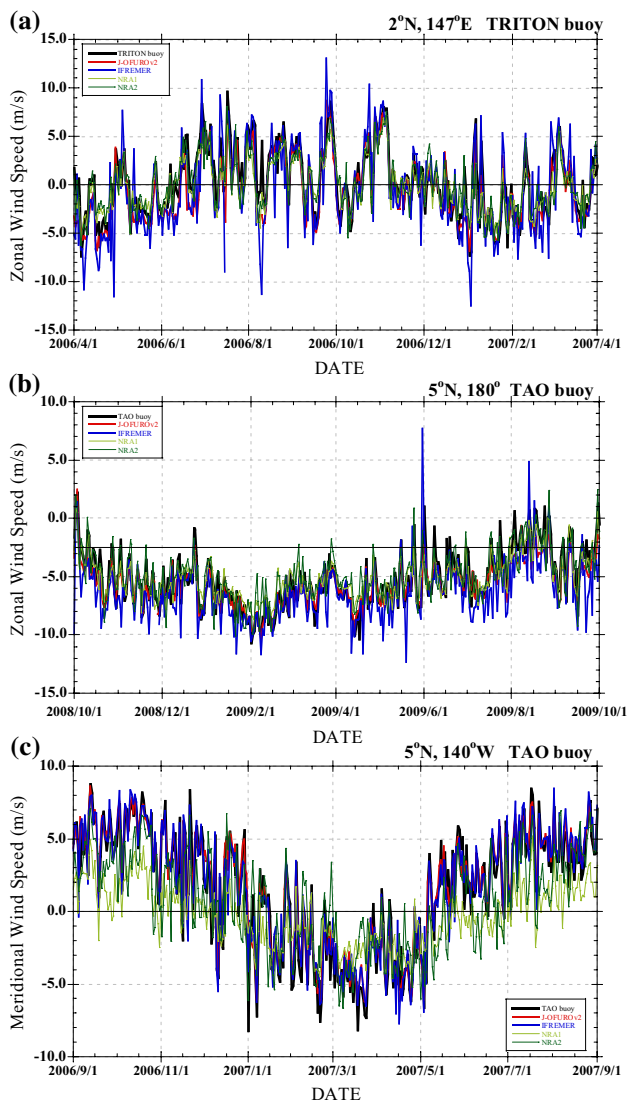 (a)
2°N, 147°E TRITON buoy
15.0
10.0
5.0
0.0
-5.0
-10.0
-15.0
Zonal Wind Speed (m/s)
TRITON buoy
J-OFUROv2
IFREMER
NRA1
NRA2
2006/4/1 2006/6/1 2006/8/1 2006/10/1 2006/12/1 2007/2/1 2007/4/1
DATE
(b)
5°N, 180° TAO buoy
10.0
5.0
0.0
-5.0
-10.0
-15.0
Zonal Wind Speed (m/s)
TAO buoy
J-OFUROv2
IFREMER
NRA1
NRA2
2008/10/1 2008/12/1 2009/2/1 2009/4/1 2009/6/1 2009/8/1 2009/10/1
DATE
(c)
5°N, 140°W TAO buoy
10.0
5.0
0.0
-5.0
-10.0
Meridional Wind Speed (m/s)
TAO buoy
J-OFUROv2
IFREMER
NRA1
NRA2
2006/9/1 2006/11/1 2007/1/1 2007/3/1 2007/5/1 2007/7/1 2007/9/1
DATE